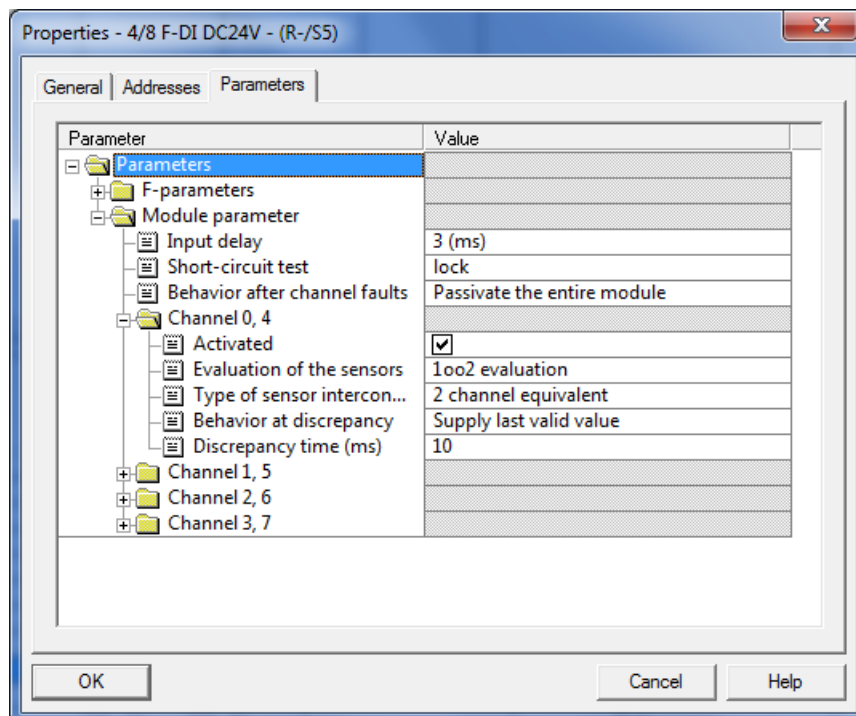 Properties - 4/8 F-DI DC24V - (R-/S5)
General Addresses Parameters
Parameter Value
Parameters
F-parameters
Module parameter
Input delay 3 (ms)
Short-circuit test lock
Behavior after channel faults Passivate the entire module
Channel 0, 4
Activated
Evaluation of the sensors 1oo2 evaluation
Type of sensor intercon... 2 channel equivalent
Behavior at discrepancy Supply last valid value
Discrepancy time (ms) 10
Channel 1, 5
Channel 2, 6
Channel 3, 7
OK Cancel Help